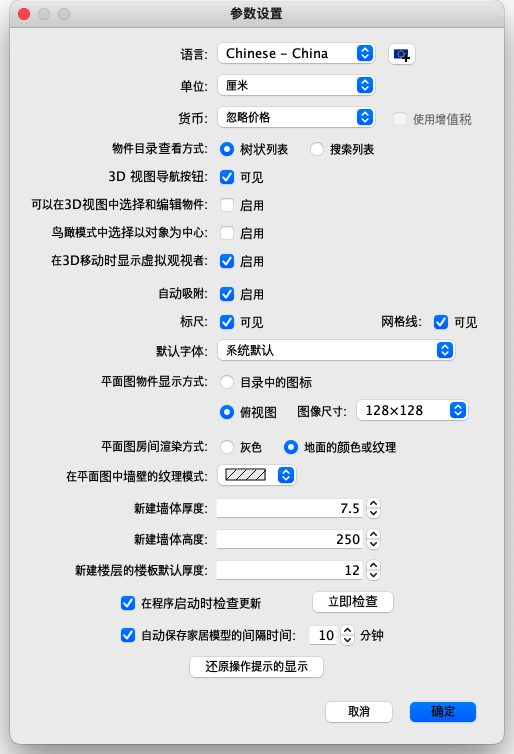 参数设置
语言: Chinese - China
单位: 厘米
货币: 忽略价格 使用增值税
物件目录查看方式: 树状列表 搜索列表
3D 视图导航按钮: 可见
可以在3D视图中选择和编辑物件: 启用
鸟瞰模式中选择以对象为中心: 启用
在3D移动时显示虚拟观视者: 启用
自动吸附: 启用
标尺: 可见 网格线: 可见
默认字体: 系统默认
平面图物件显示方式: 目录中的图标
俯视图 图像尺寸: 128×128
平面图房间渲染方式: 灰色 地面的颜色或纹理
在平面图中墙壁的纹理模式:
新建墙体厚度: 7.5
新建墙体高度: 250
新建楼层的楼板默认厚度: 12
在程序启动时检查更新 立即检查
自动保存家居模型的间隔时间: 10 分钟
还原操作提示的显示
取消 确定